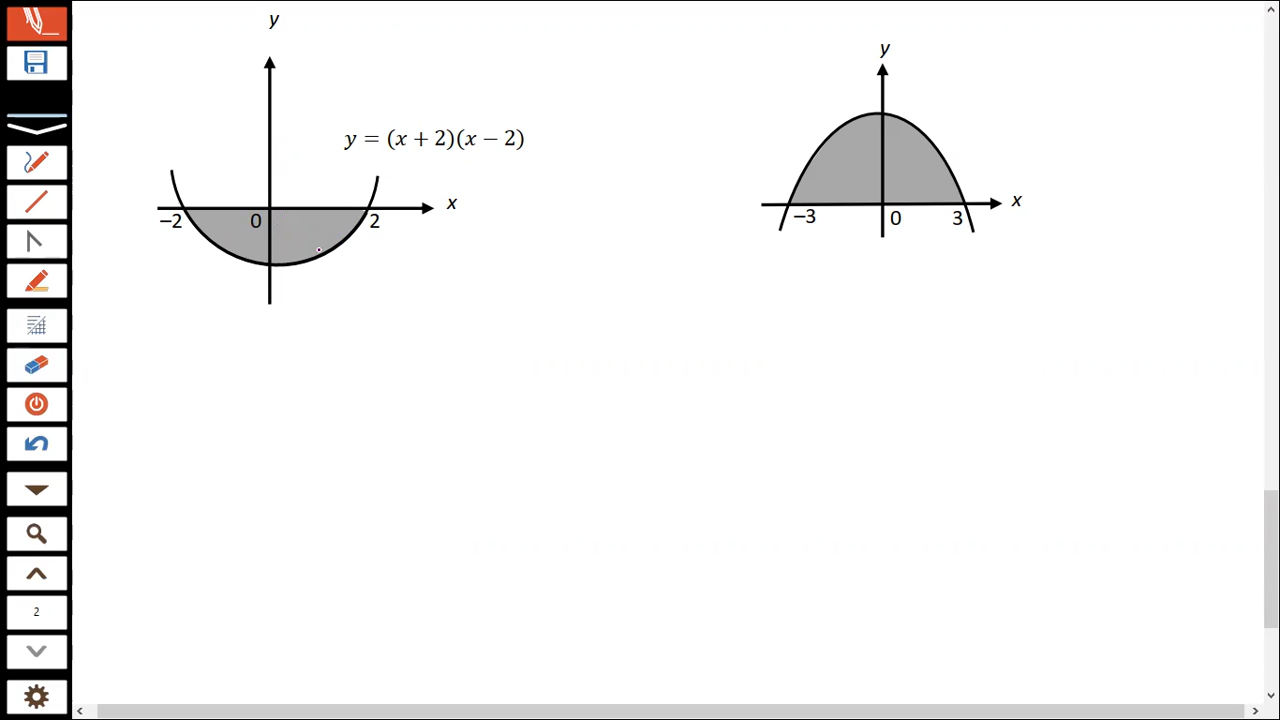 y
y = (x + 2)(x − 2)
x
−2
0
2
y
x
−3
0
3
2